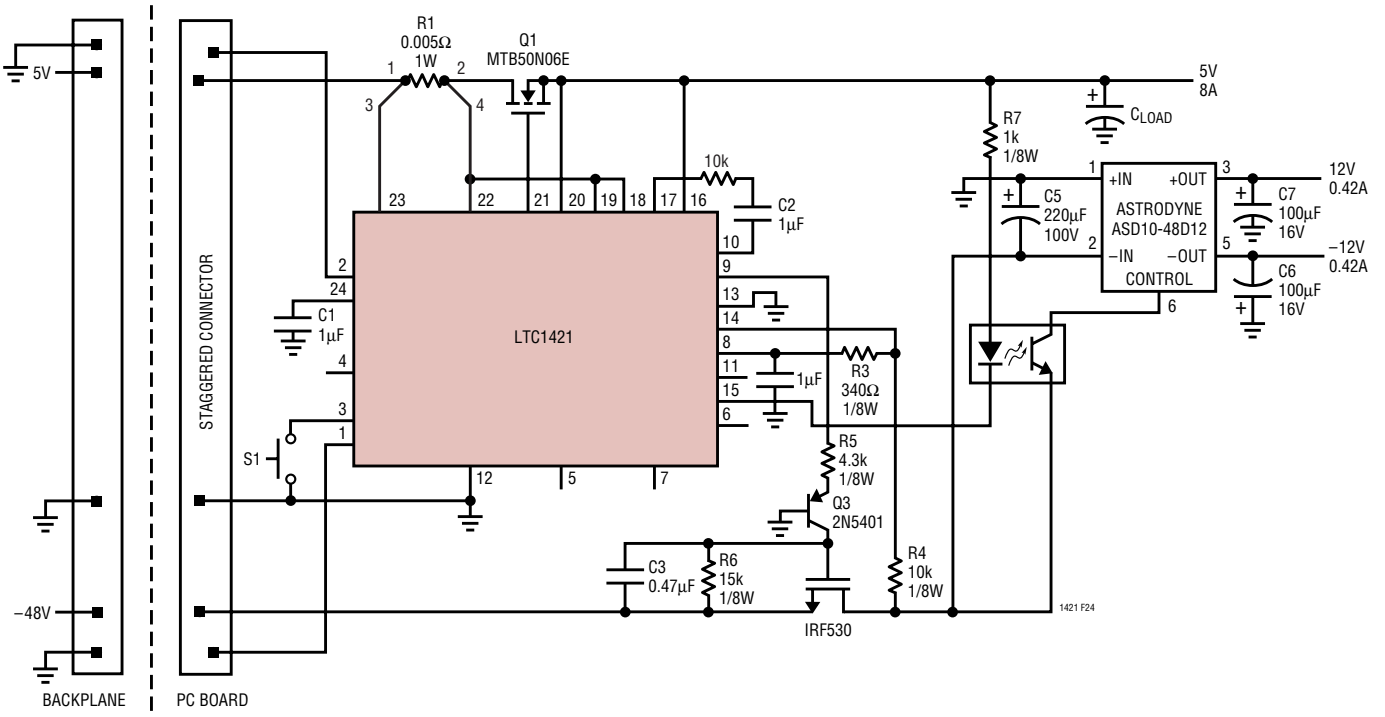 R1
0.005Ω
1W
Q1
MTB50N06E
1
2
3
4
5V
5V
8A
+
CLOAD
R7
1k
1/8W
10k
C2
1µF
1
+IN
+OUT
3
12V
0.42A
+
C5
220µF
100V
ASTRODYNE
ASD10-48D12
+
C7
100µF
16V
2
–IN
–OUT
5
–12V
0.42A
CONTROL
6
C6
100µF
16V
+
23
22
21
20
19
18
17
16
10
9
13
14
8
11
15
6
2
24
4
3
1
12
5
7
LTC1421
C1
1µF
S1
1µF
R3
340Ω
1/8W
R5
4.3k
1/8W
Q3
2N5401
C3
0.47µF
R6
15k
1/8W
R4
10k
1/8W
IRF530
1421 F24
STAGGERED CONNECTOR
–48V
BACKPLANE
PC BOARD